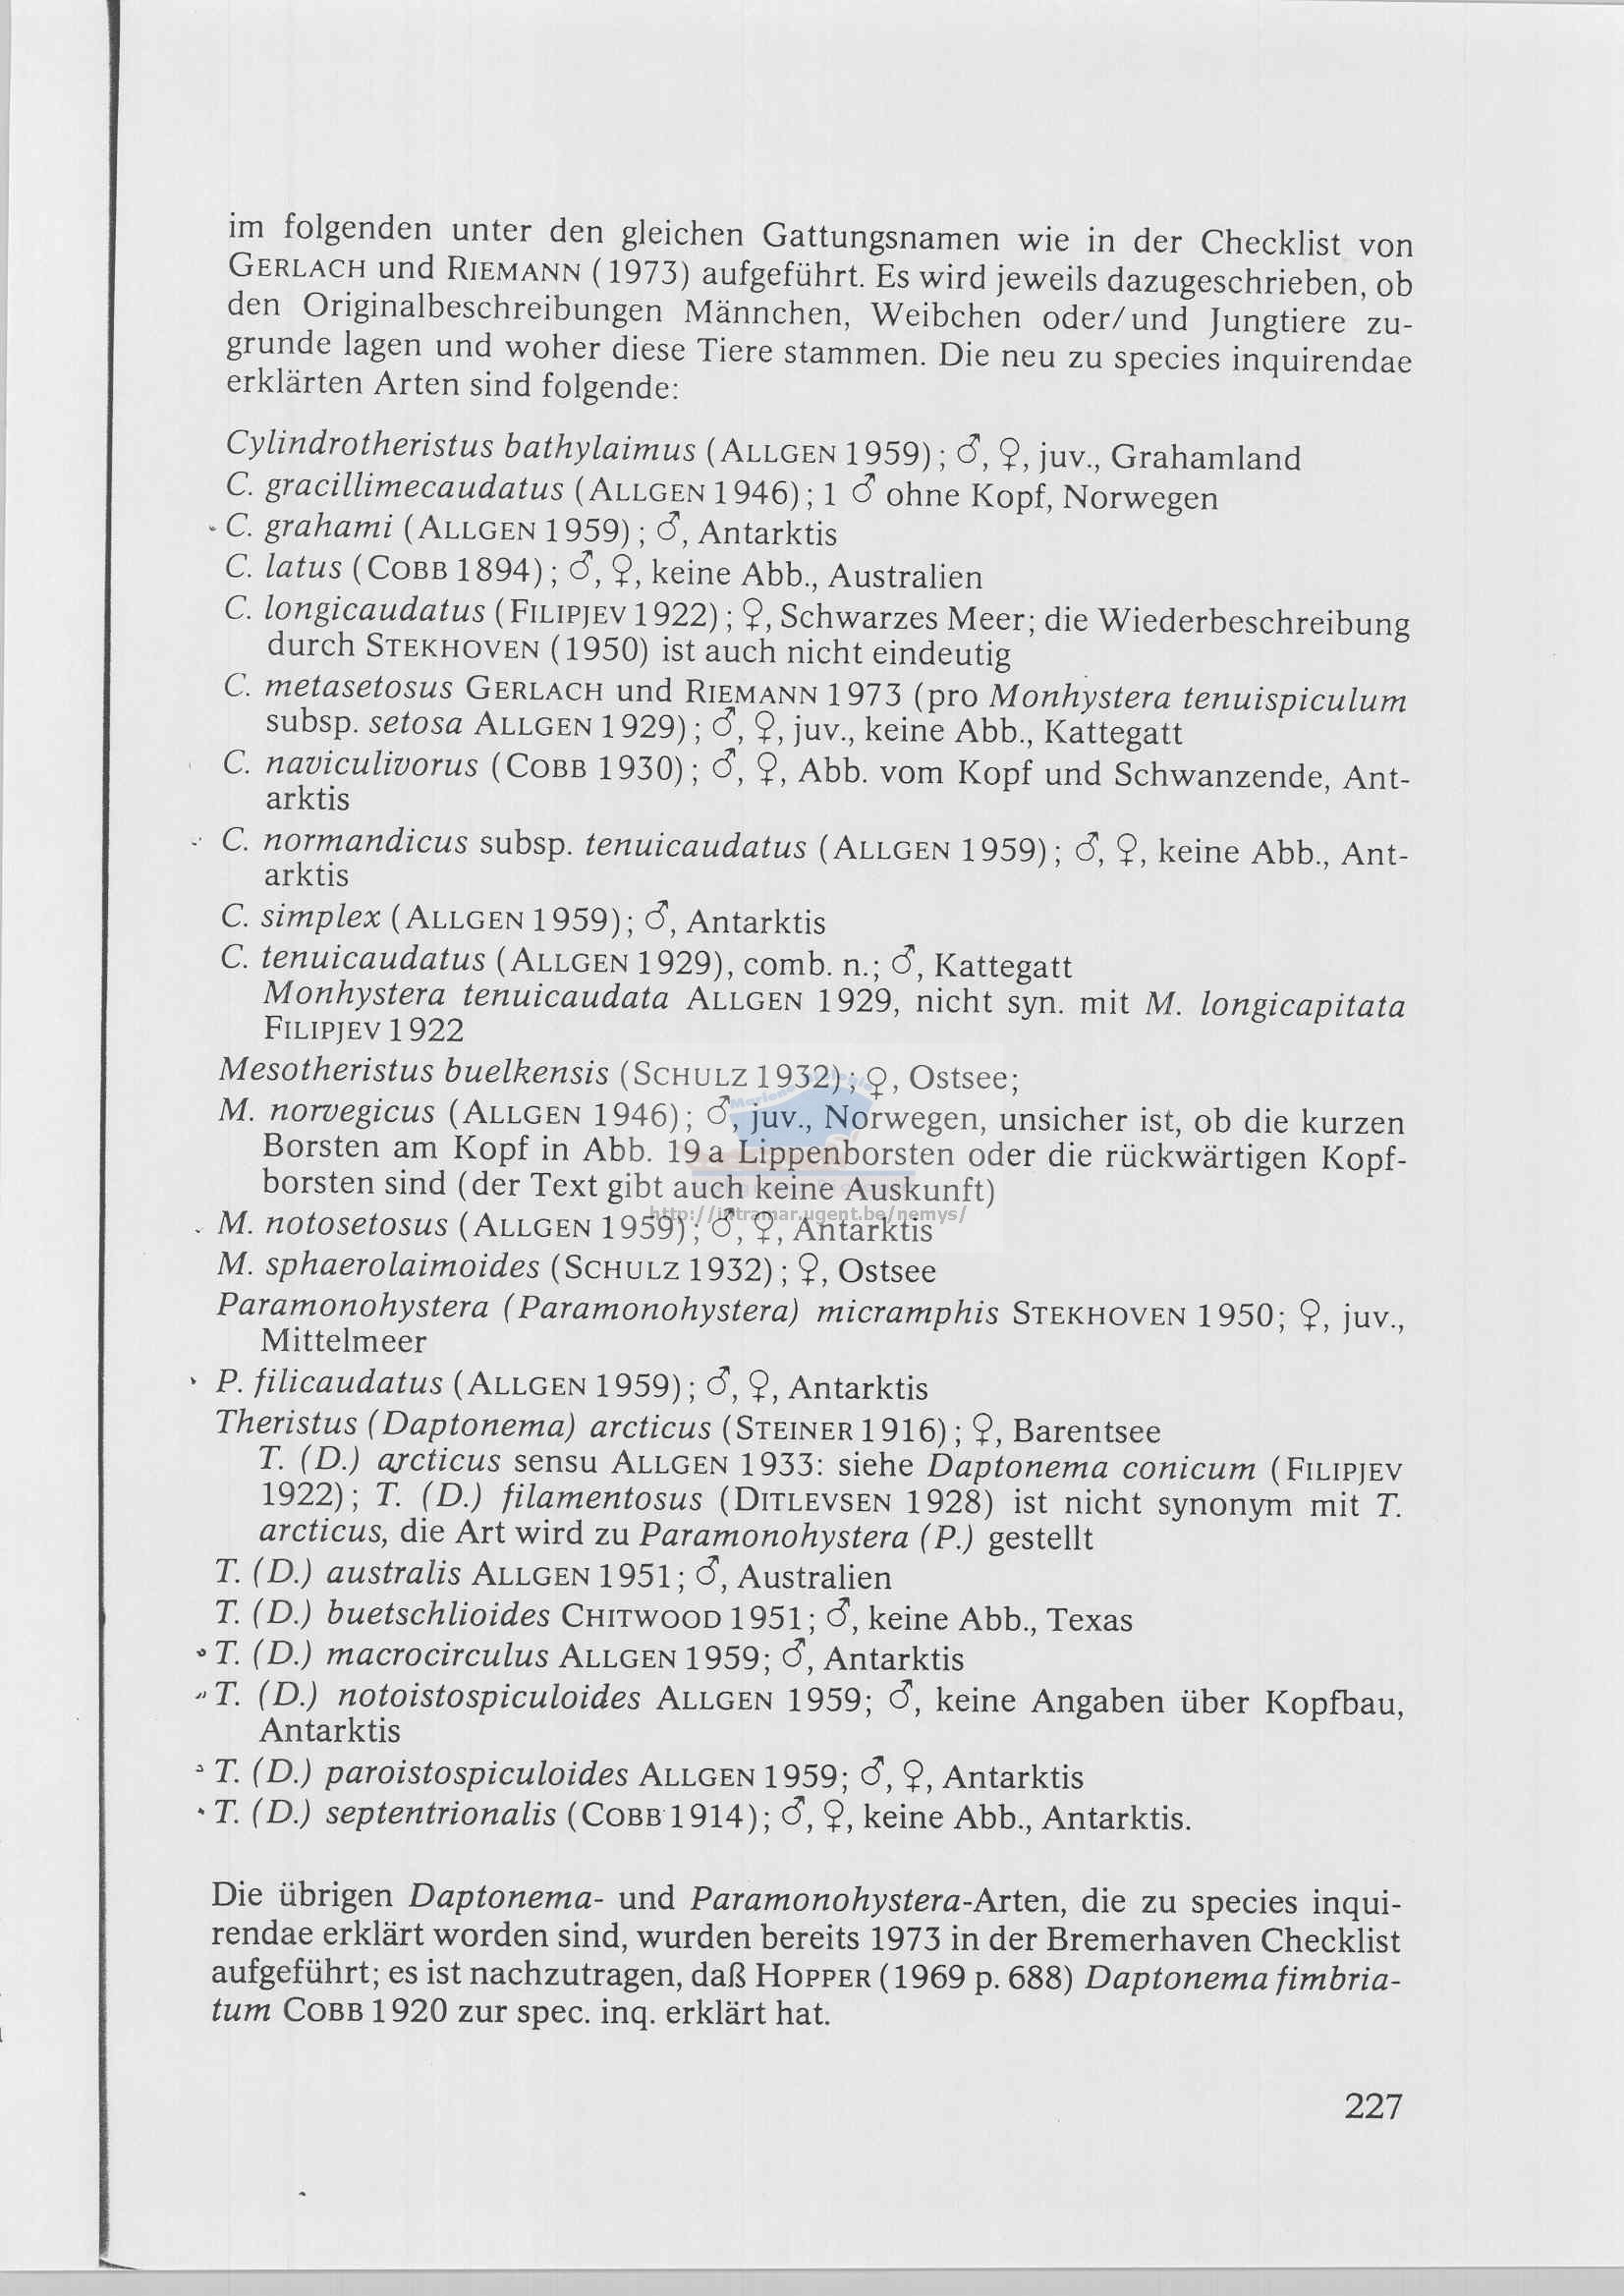 im folgenden unter den gleichen Gattungsnamen wie in der Checklist von
GERLACH und RIEMANN (1973) aufgeführt. Es wird jeweils dazugeschrieben, ob
den Originalbeschreibungen Männchen, Weibchen oder/und Jungtiere zu-
grunde lagen und woher diese Tiere stammen. Die neu zu species inquirendae
erklärten Arten sind folgende:
Cylindrotheristus bathylaimus (ALLGEN 1959); ♂, ♀, juv., Grahamland
C. gracillimecaudatus (ALLGEN 1946); 1 ♂ ohne Kopf, Norwegen
C. grahami (ALLGEN 1959); ♂, Antarktis
C. latus (COBB 1894); ♂, ♀, keine Abb., Australien
C. longicaudatus (FILIPJEV 1922); ♀, Schwarzes Meer; die Wiederbeschreibung
durch STEKHOVEN (1950) ist auch nicht eindeutig
C. metasetosus GERLACH und RIEMANN 1973 (pro Monhystera tenuispiculum
subsp. setosa ALLGEN 1929); ♂, ♀, juv., keine Abb., Kattegatt
C. naviculivorus (COBB 1930); ♂, ♀, Abb. vom Kopf und Schwanzende, Ant-
arktis
C. normandicus subsp. tenuicaudatus (ALLGEN 1959); ♂, ♀, keine Abb., Ant-
arktis
C. simplex (ALLGEN 1959); ♂, Antarktis
C. tenuicaudatus (ALLGEN 1929), comb. n.; ♂, Kattegatt
Monhystera tenuicaudata ALLGEN 1929, nicht syn. mit M. longicapitata
FILIPJEV 1922
Mesotheristus buelkensis (SCHULZ 1932); ♀, Ostsee;
M. norvegicus (ALLGEN 1946); ♂, juv., Norwegen, unsicher ist, ob die kurzen
Borsten am Kopf in Abb. 19 a Lippenborsten oder die rückwärtigen Kopf-
borsten sind (der Text gibt auch keine Auskunft)
http://intramar.ugent.be/nemys/
M. notosetosus (ALLGEN 1959); ♂, ♀, Antarktis
M. sphaerolaimoides (SCHULZ 1932); ♀, Ostsee
Paramonohystera (Paramonohystera) micramphis STEKHOVEN 1950; ♀, juv.,
Mittelmeer
P. filicaudatus (ALLGEN 1959); ♂, ♀, Antarktis
Theristus (Daptonema) arcticus (STEINER 1916); ♀, Barentsee
T. (D.) arcticus sensu ALLGEN 1933: siehe Daptonema conicum (FILIPJEV
1922); T. (D.) filamentosus (DITLEVSEN 1928) ist nicht synonym mit T.
arcticus, die Art wird zu Paramonohystera (P.) gestellt
T. (D.) australis ALLGEN 1951; ♂, Australien
T. (D.) buetschlioides CHITWOOD 1951; ♂, keine Abb., Texas
T. (D.) macrocirculus ALLGEN 1959; ♂, Antarktis
T. (D.) notoistospiculoides ALLGEN 1959; ♂, keine Angaben über Kopfbau,
Antarktis
T. (D.) paroistospiculoides ALLGEN 1959; ♂, ♀, Antarktis
T. (D.) septentrionalis (COBB 1914); ♂, ♀, keine Abb., Antarktis.
Die übrigen Daptonema- und Paramonohystera-Arten, die zu species inqui-
rendae erklärt worden sind, wurden bereits 1973 in der Bremerhaven Checklist
aufgeführt; es ist nachzutragen, daß HOPPER (1969 p. 688) Daptonema fimbria-
tum COBB 1920 zur spec. inq. erklärt hat.
227